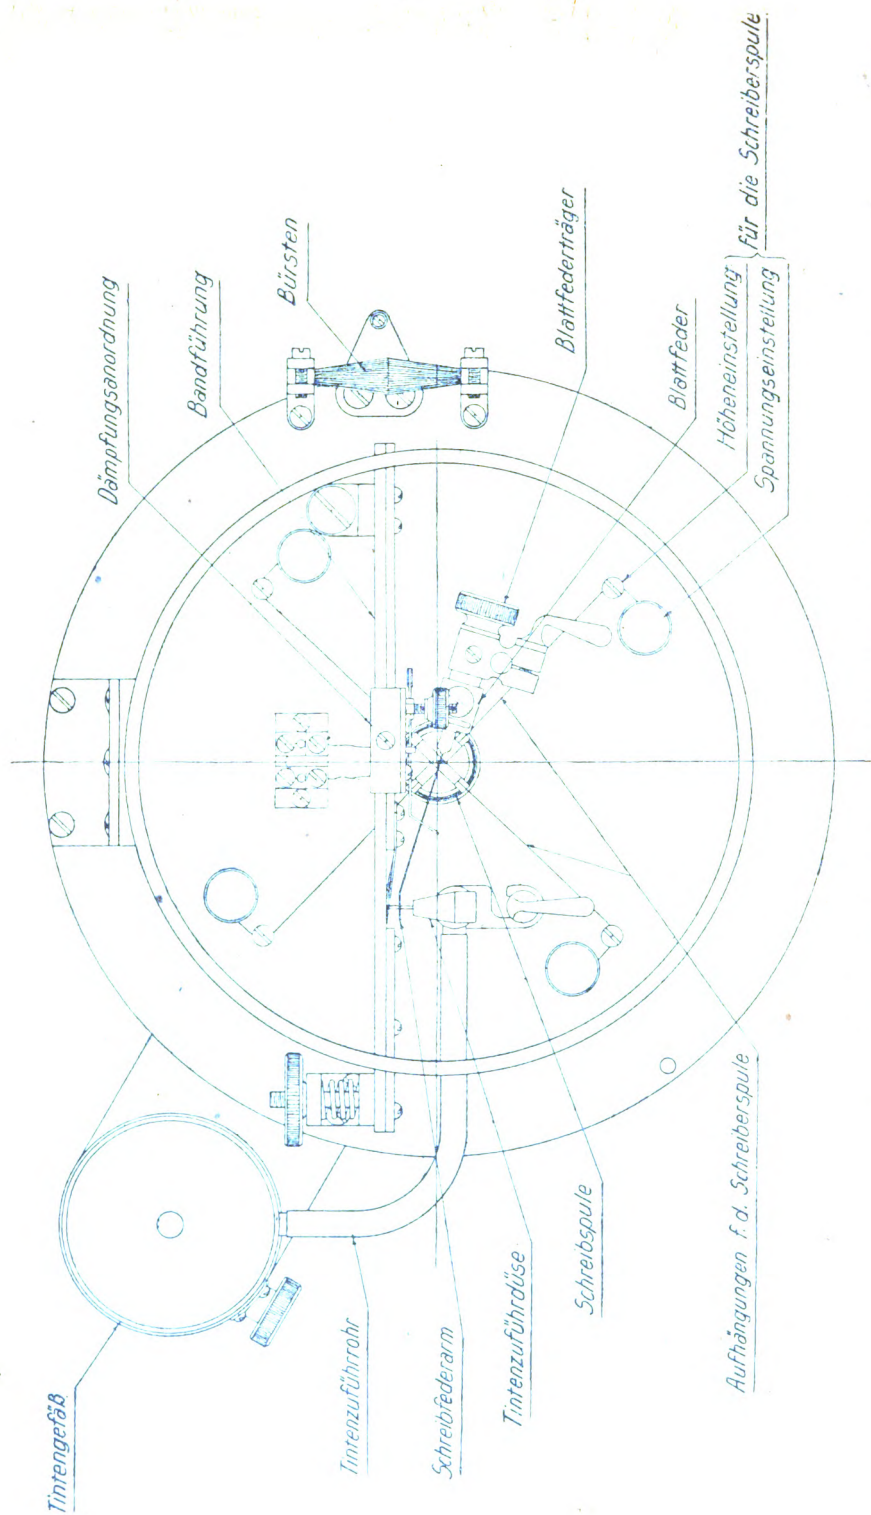 Tintengefäß
Tintenzuführrohr
Schreibfederarm
Tintenzuführdüse
Schreibspule
Aufhängungen f. d. Schreiberspule
Dämpfungsanordnung
Bandführung
Bürsten
Blattfederträger
Blattfeder
Höheneinstellung
Spannungseinstellung
für die Schreiberspule